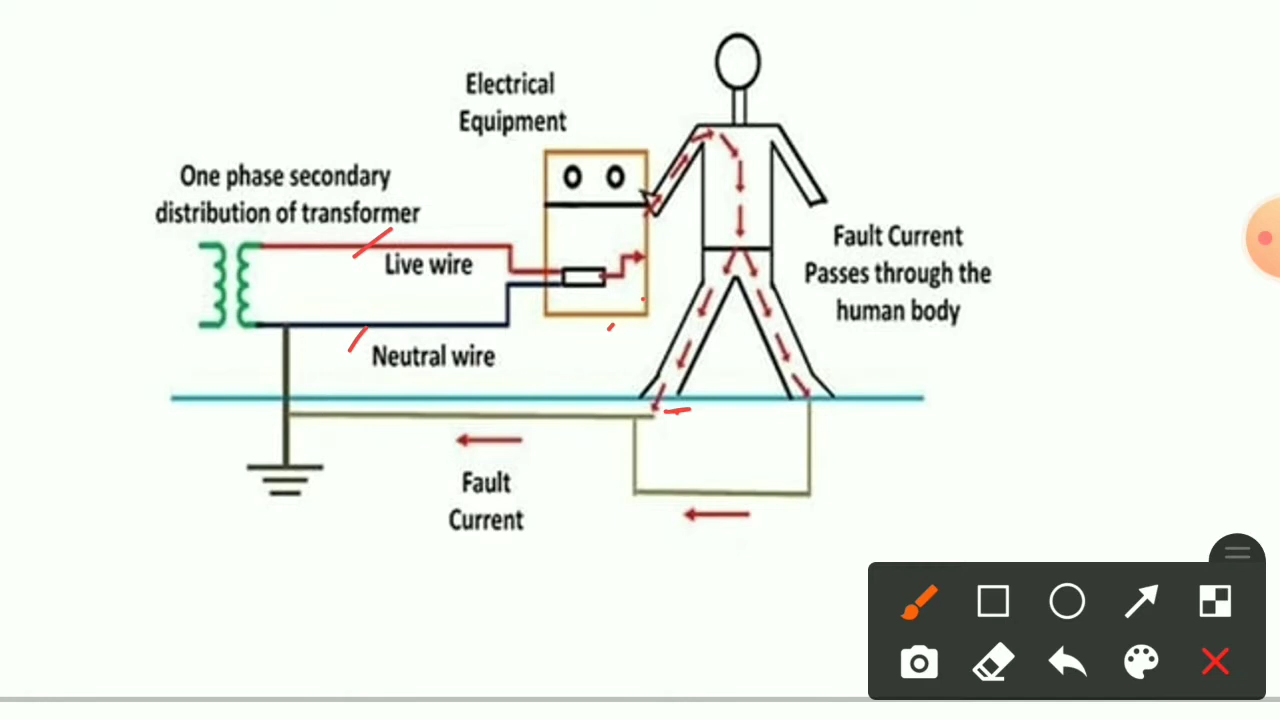 Electrical
Equipment
One phase secondary
distribution of transformer
Live wire
Neutral wire
Fault Current
Passes through the
human body
Fault
Current